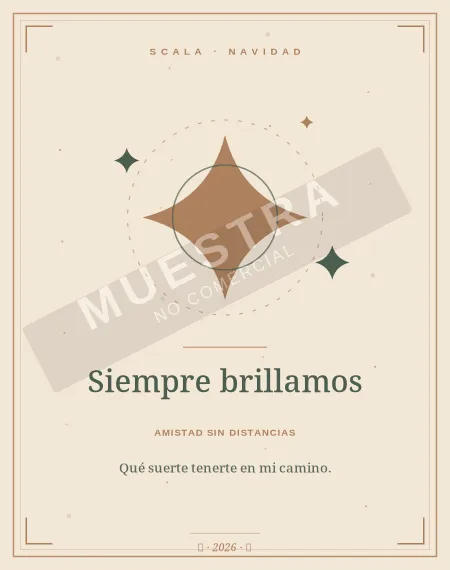 SCALA · NAVIDAD
MUESTRA
NO COMERCIAL
Siempre brillamos
AMISTAD SIN DISTANCIAS
Qué suerte tenerte en mi camino.
· 2026 ·